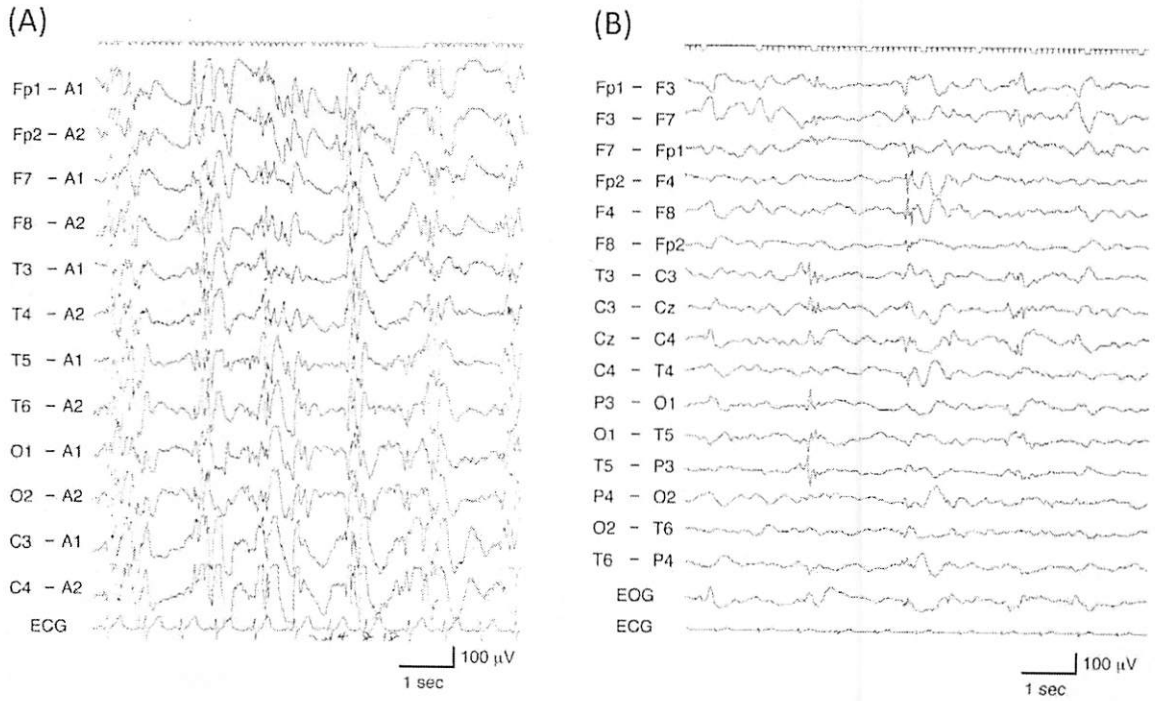 (A)
Fp1 - A1
Fp2 - A2
F7 - A1
F8 - A2
T3 - A1
T4 - A2
T5 - A1
T6 - A2
O1 - A1
O2 - A2
C3 - A1
C4 - A2
ECG
100 µV
1 sec
(B)
Fp1 - F3
F3 - F7
F7 - Fp1
Fp2 - F4
F4 - F8
F8 - Fp2
T3 - C3
C3 - Cz
Cz - C4
C4 - T4
P3 - O1
O1 - T5
T5 - P3
P4 - O2
O2 - T6
T6 - P4
EOG
ECG
100 µV
1 sec